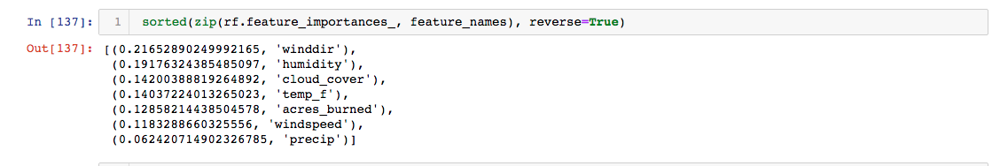 In [137]: 1 sorted(zip(rf.feature_importances_, feature_names), reverse=True)
Out[137]: [(0.21652890249992165, 'winddir'),
(0.19176324385485097, 'humidity'),
(0.14200388819264892, 'cloud_cover'),
(0.14037224013265023, 'temp_f'),
(0.12858214438504578, 'acres_burned'),
(0.1183288660325556, 'windspeed'),
(0.062420714902326785, 'precip')]